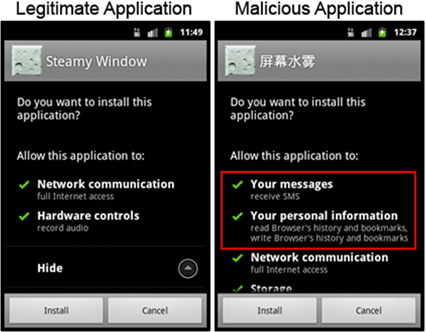 Legitimate Application
11:49
Steamy Window
Do you want to install this
application?
Allow this application to:
Network communication
full Internet access
Hardware controls
record audio
Hide
Install
Cancel
Malicious Application
12:37
屏幕水雾
Do you want to install this
application?
Allow this application to:
Your messages
receive SMS
Your personal information
read Browser's history and bookmarks,
write Browser's history and bookmarks
Network communication
full Internet access
Storage
Install
Cancel